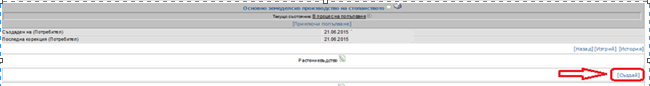 Основно земеделско производство на стопанството
Текущо състояние: В процес на попълване
[Приключи попълване]
Създаден на (Потребител) 21.06.2015
Последна корекция (Потребител) 21.06.2015
[Назад] [Изтрий] [История]
Растениевъдство
[Създай]